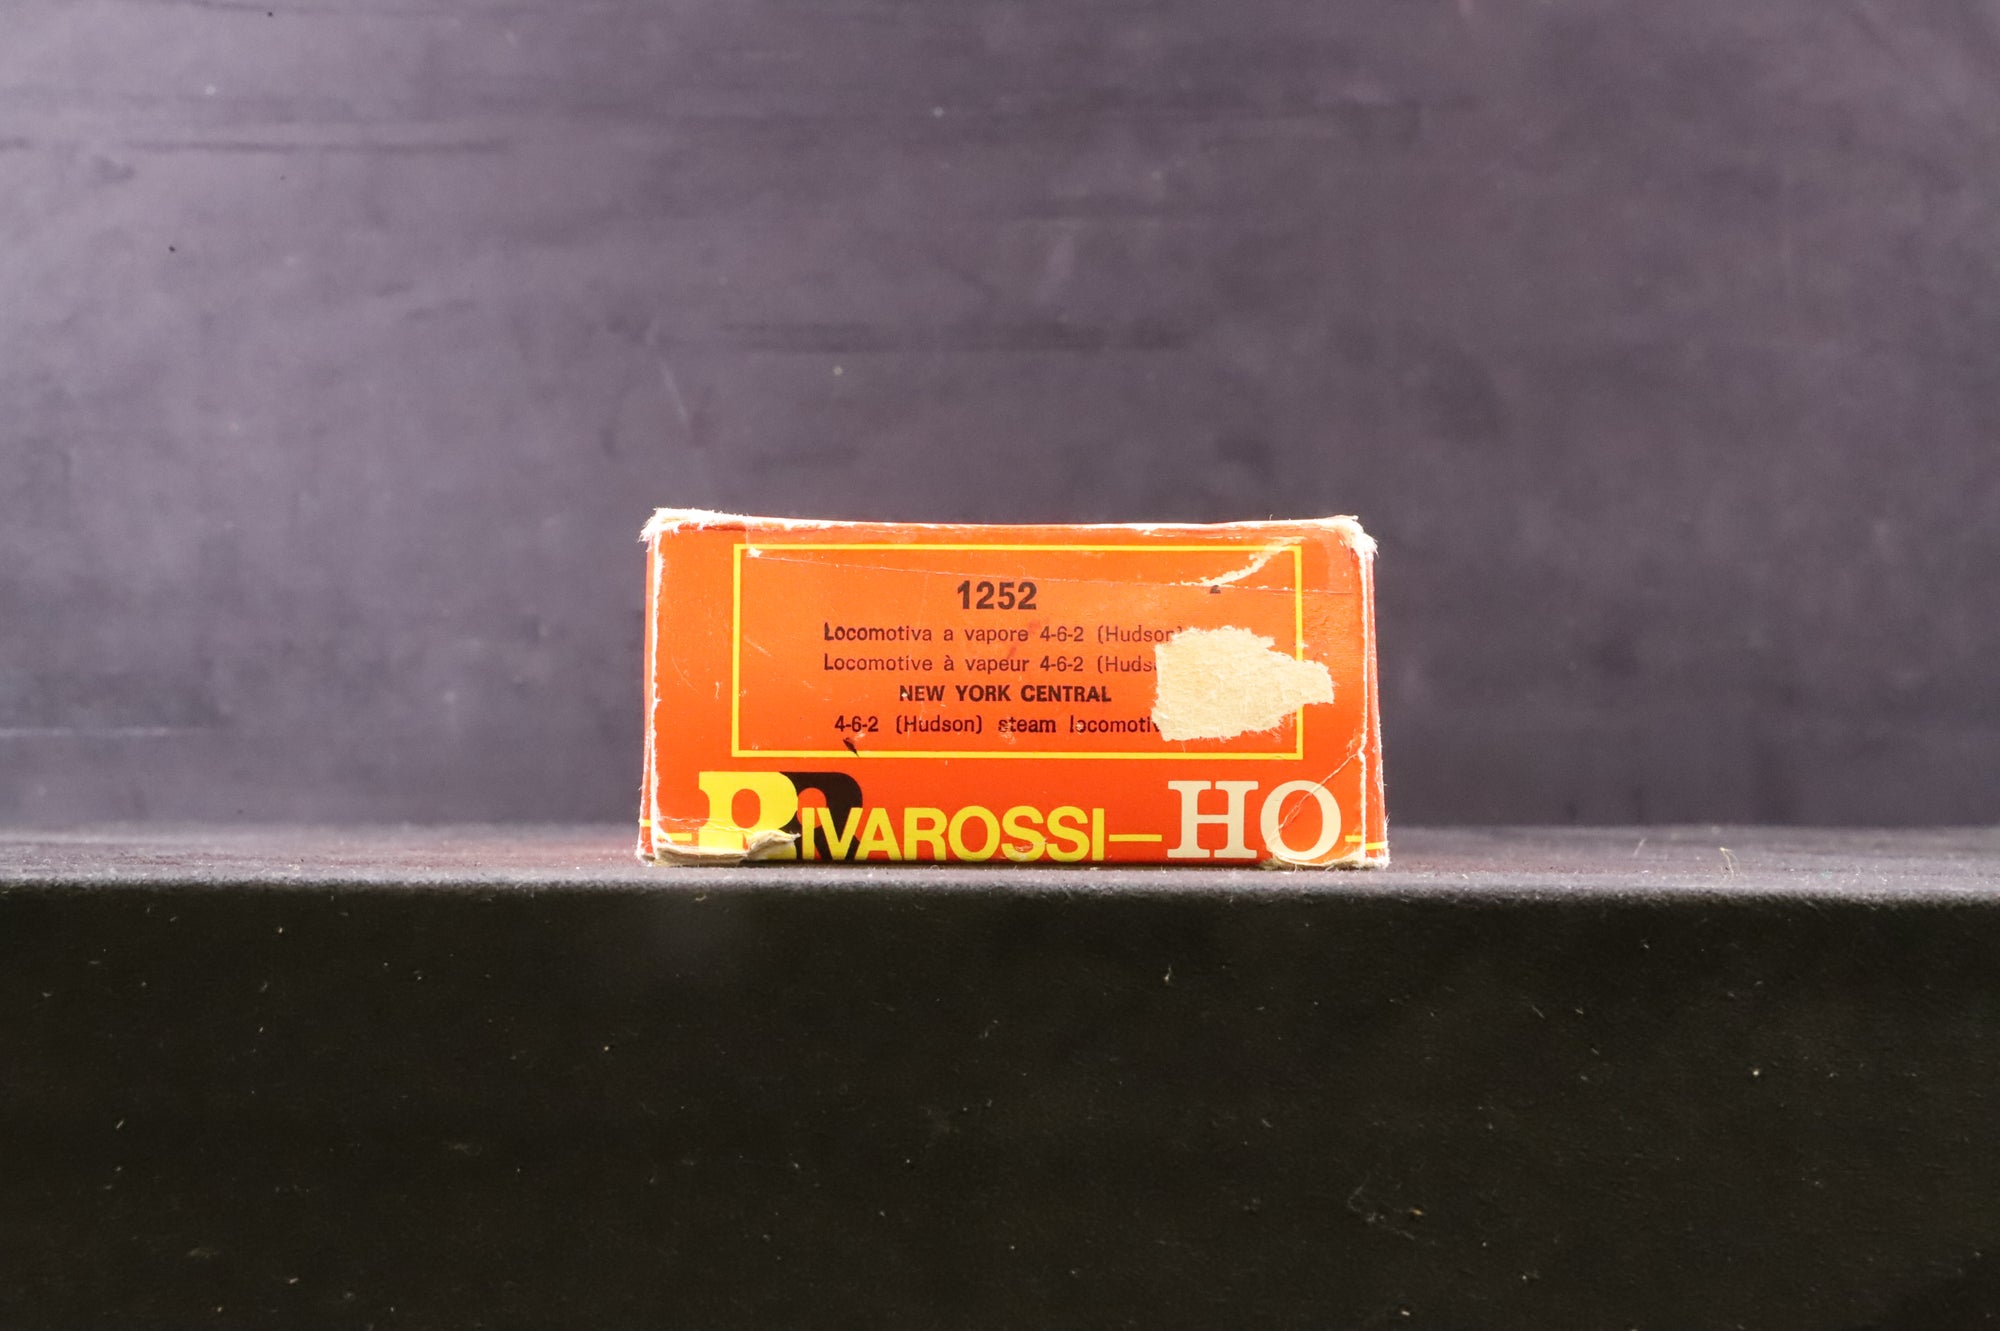 1252
Locomotiva a vapore 4-6-2 (Hudson)
Locomotive à vapeur 4-6-2 (Huds
NEW YORK CENTRAL
4-6-2 (Hudson) steam locomotiv
RIVAROSSI HO